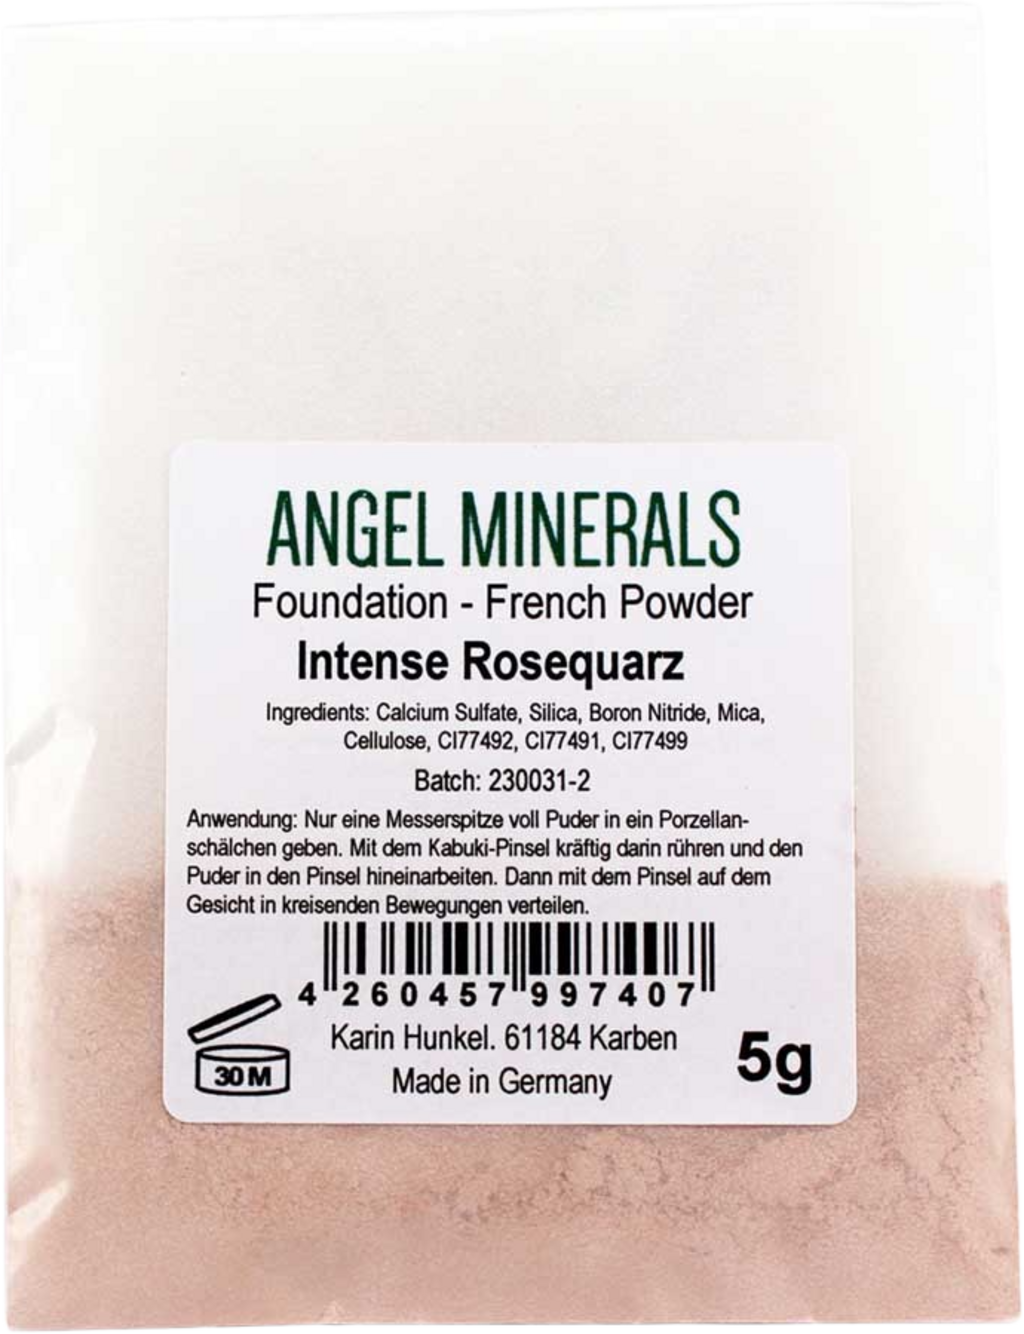 ANGEL MINERALS
Foundation - French Powder
Intense Rosequarz
Ingredients: Calcium Sulfate, Silica, Boron Nitride, Mica,
Cellulose, CI77492, CI77491, CI77499
Batch: 230031-2
Anwendung: Nur eine Messerspitze voll Puder in ein Porzellan-
schälchen geben. Mit dem Kabuki-Pinsel kräftig darin rühren und den
Puder in den Pinsel hineinarbeiten. Dann mit dem Pinsel auf dem
Gesicht in kreisenden Bewegungen verteilen.
4 260457 997407
30 M
Karin Hunkel. 61184 Karben
Made in Germany
5g